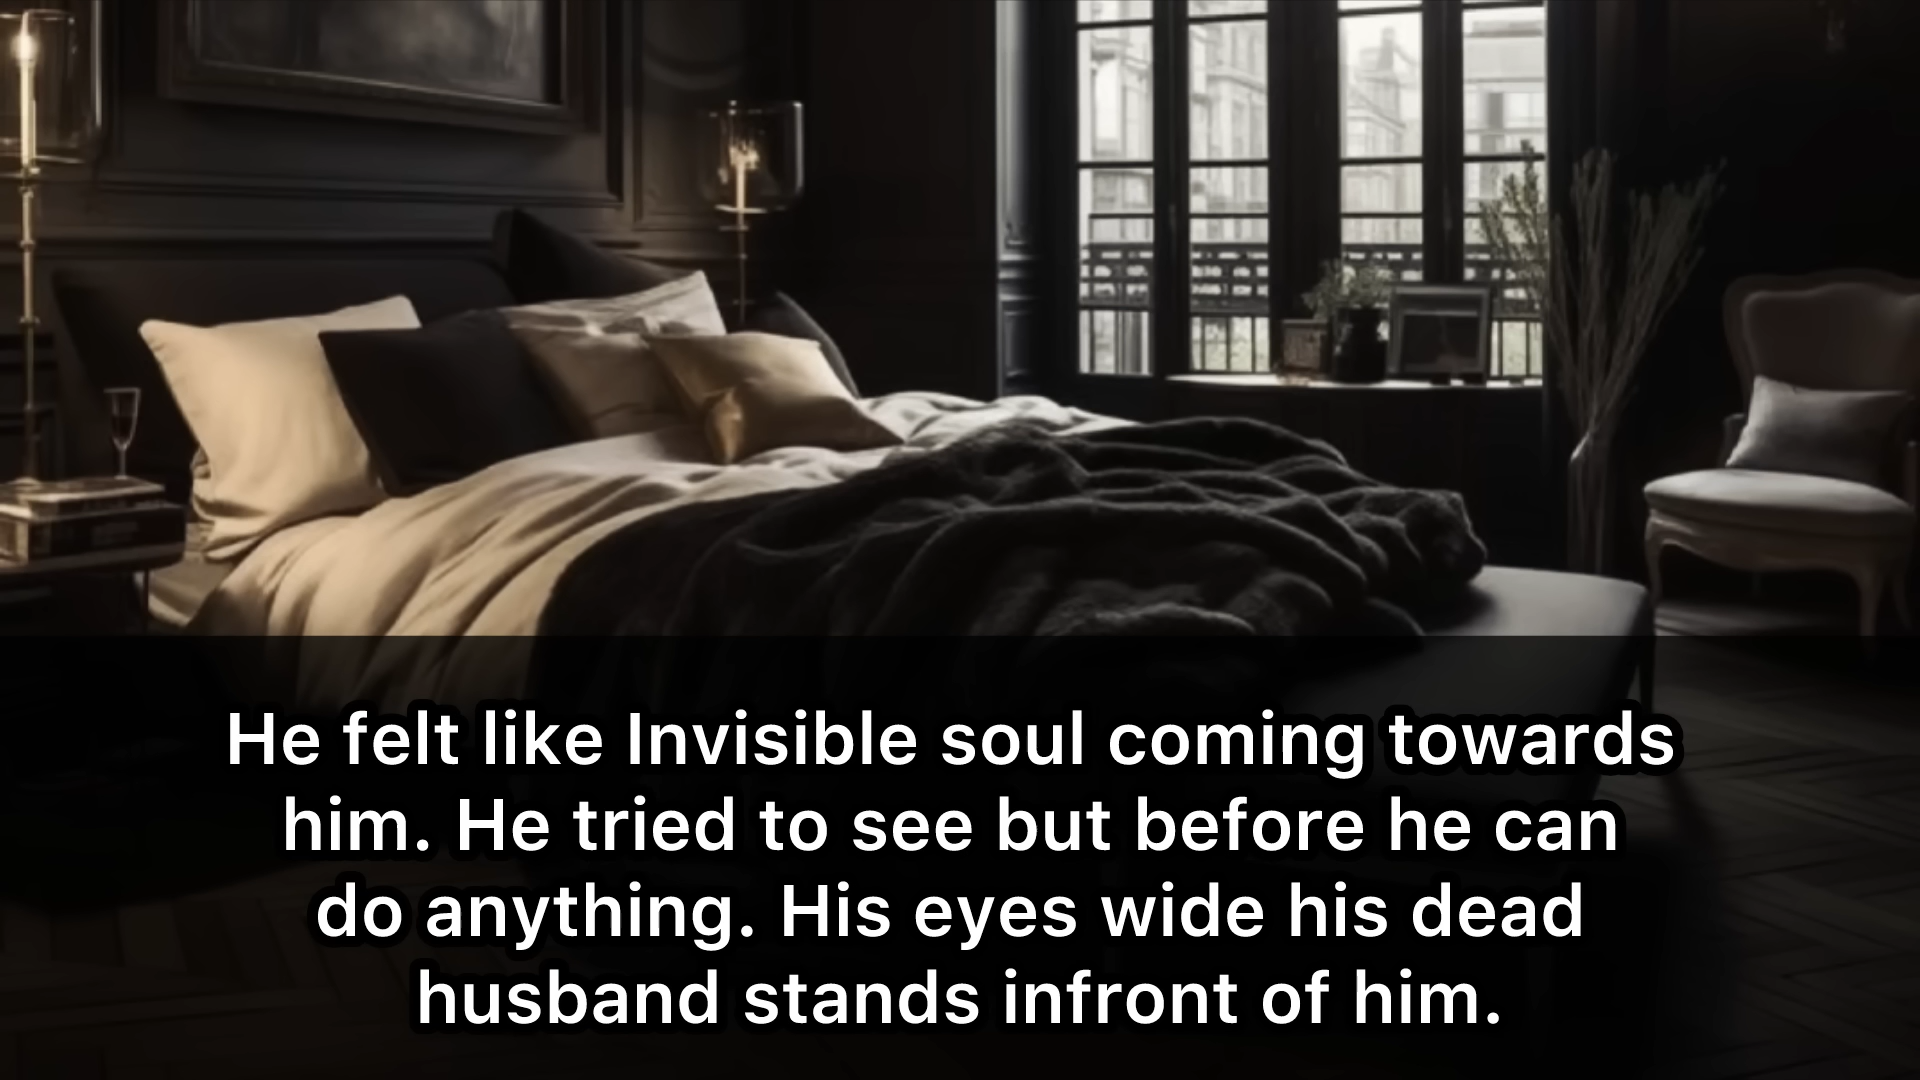 He felt like Invisible soul coming towards
him. He tried to see but before he can
do anything. His eyes wide his dead
husband stands infront of him.